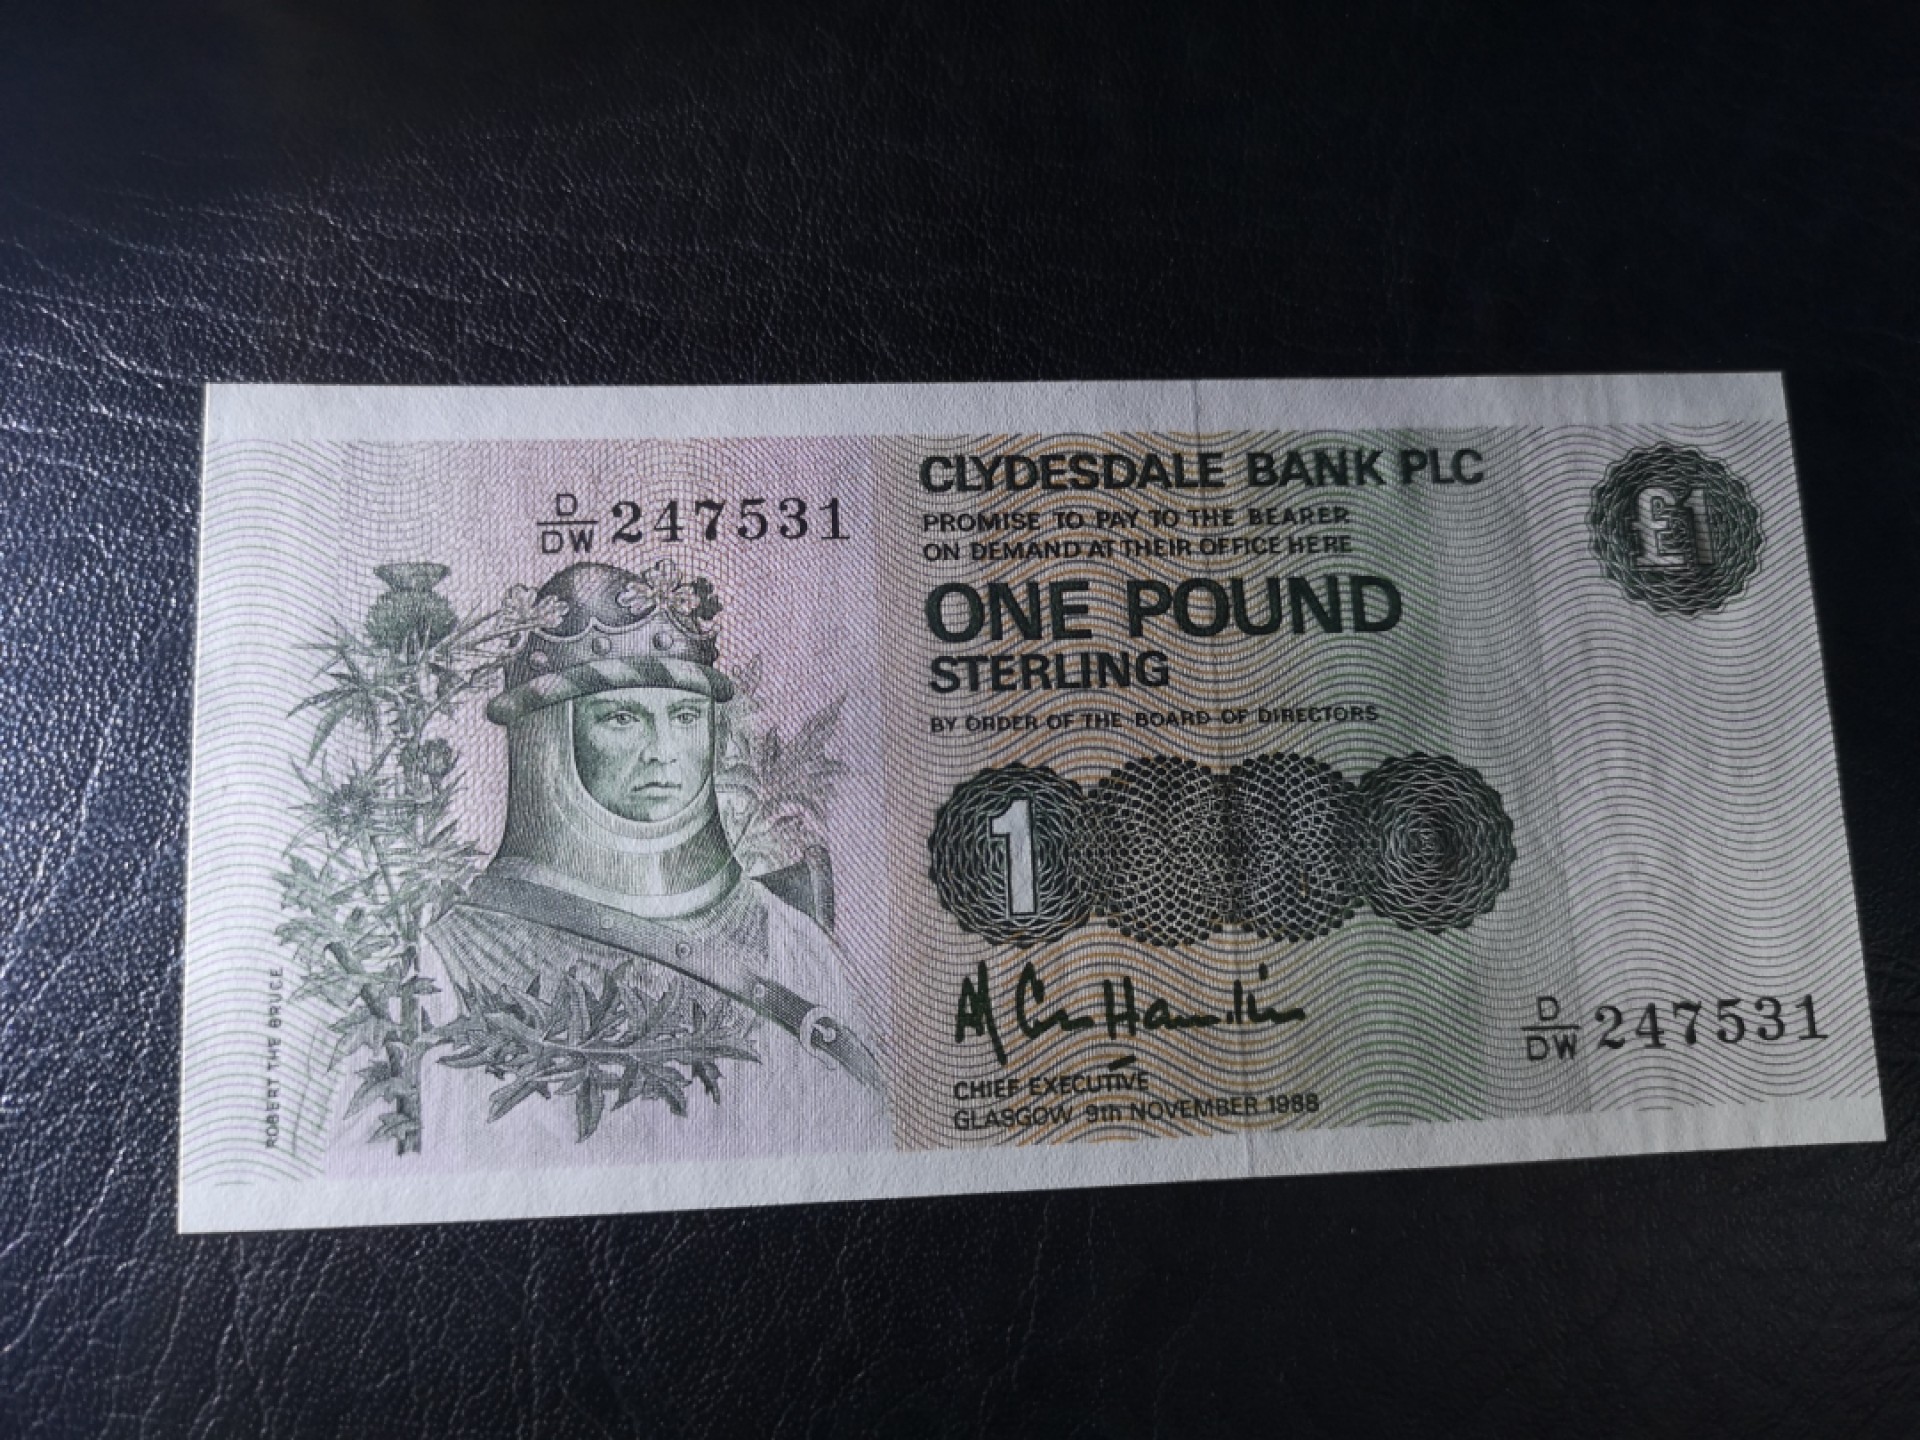 D/DW 247531
CLYDESDALE BANK PLC
PROMISE TO PAY TO THE BEARER
ON DEMAND AT THEIR OFFICE HERE
ONE POUND
STERLING
BY ORDER OF THE BOARD OF DIRECTORS
£1
1
CHIEF EXECUTIVE
GLASGOW 9th NOVEMBER 1988
D/DW 247531
ROBERT THE BRUCE